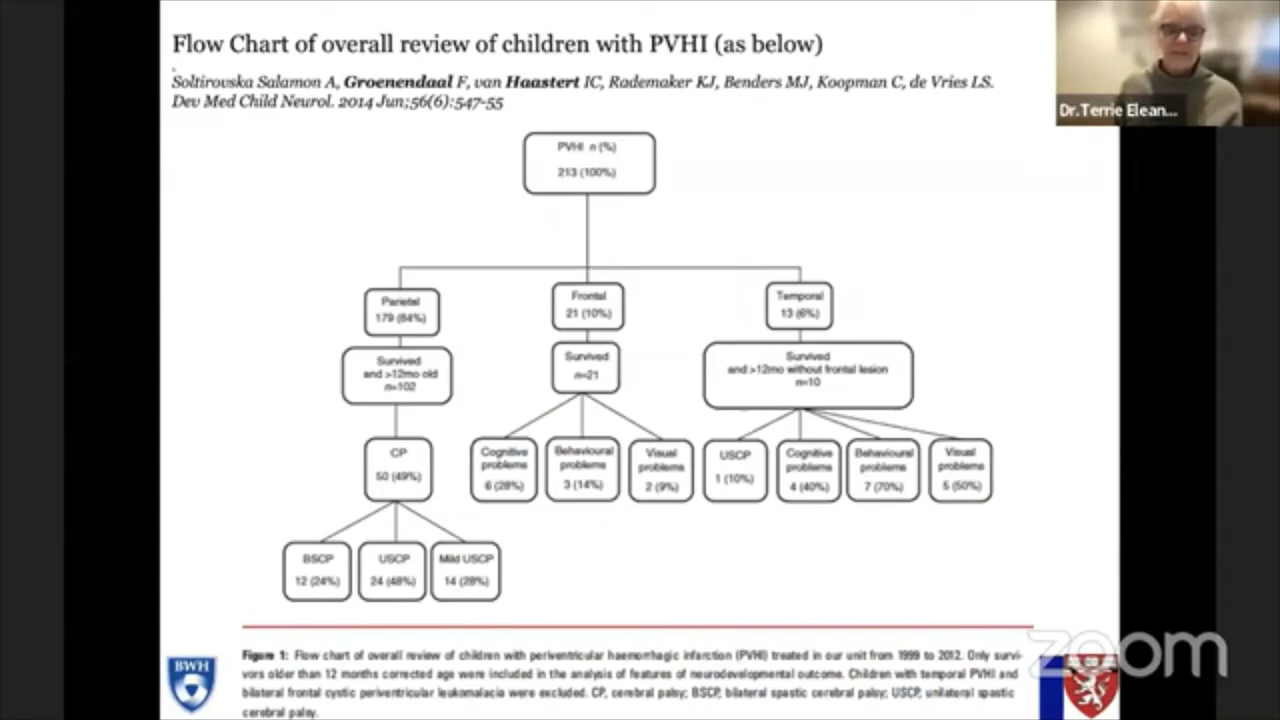 Flow Chart of overall review of children with PVHI (as below)
Soltirovska Salamon A, Groenendaal F, van Haastert IC, Rademaker KJ, Benders MJ, Koopman C, de Vries LS.
Dev Med Child Neurol. 2014 Jun;56(6):547-55
Dr.Terrie Elean...
PVHI n (%)
213 (100%)
Parietal
179 (84%)
Frontal
21 (10%)
Temporal
13 (6%)
Survived
and >12mo old
n=102
Survived
n=21
Survived
and >12mo without frontal lesion
n=10
CP
50 (49%)
Cognitive
problems
6 (28%)
Behavioural
problems
3 (14%)
Visual
problems
2 (9%)
USCP
1 (10%)
Cognitive
problems
4 (40%)
Behavioural
problems
7 (70%)
Visual
problems
5 (50%)
BSCP
12 (24%)
USCP
24 (48%)
Mild USCP
14 (28%)
Figure 1: Flow chart of overall review of children with periventricular haemorrhagic infarction (PVHI) treated in our unit from 1999 to 2012. Only survi-
vors older than 12 months corrected age were included in the analysis of features of neurodevelopmental outcome. Children with temporal PVHI and
bilateral frontal cystic periventricular leukomalacia were excluded. CP, cerebral palsy; BSCP, bilateral spastic cerebral palsy; USCP, unilateral spastic
cerebral palsy.
BWH
zoom